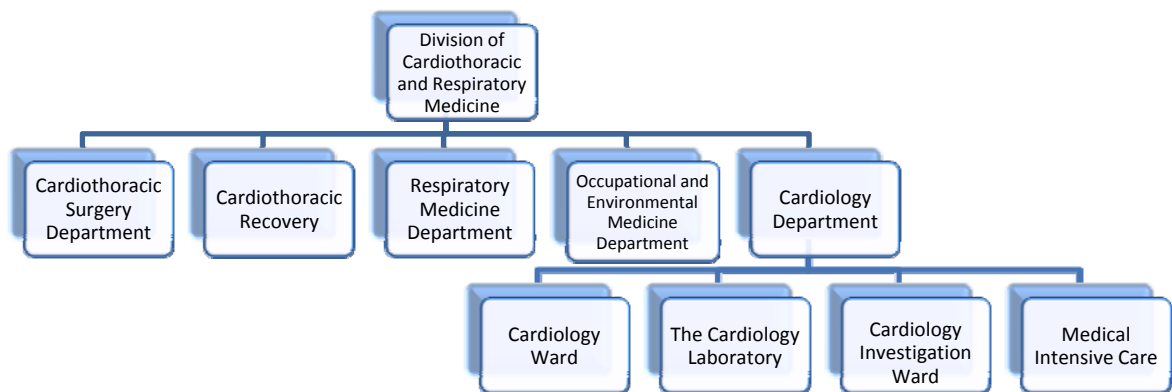 Division of
Cardiothoracic
and Respiratory
Medicine
Cardiothoracic
Surgery
Department
Cardiothoracic
Recovery
Respiratory
Medicine
Department
Occupational and
Environmental
Medicine
Department
Cardiology
Department
Cardiology
Ward
The Cardiology
Laboratory
Cardiology
Investigation
Ward
Medical
Intensive Care